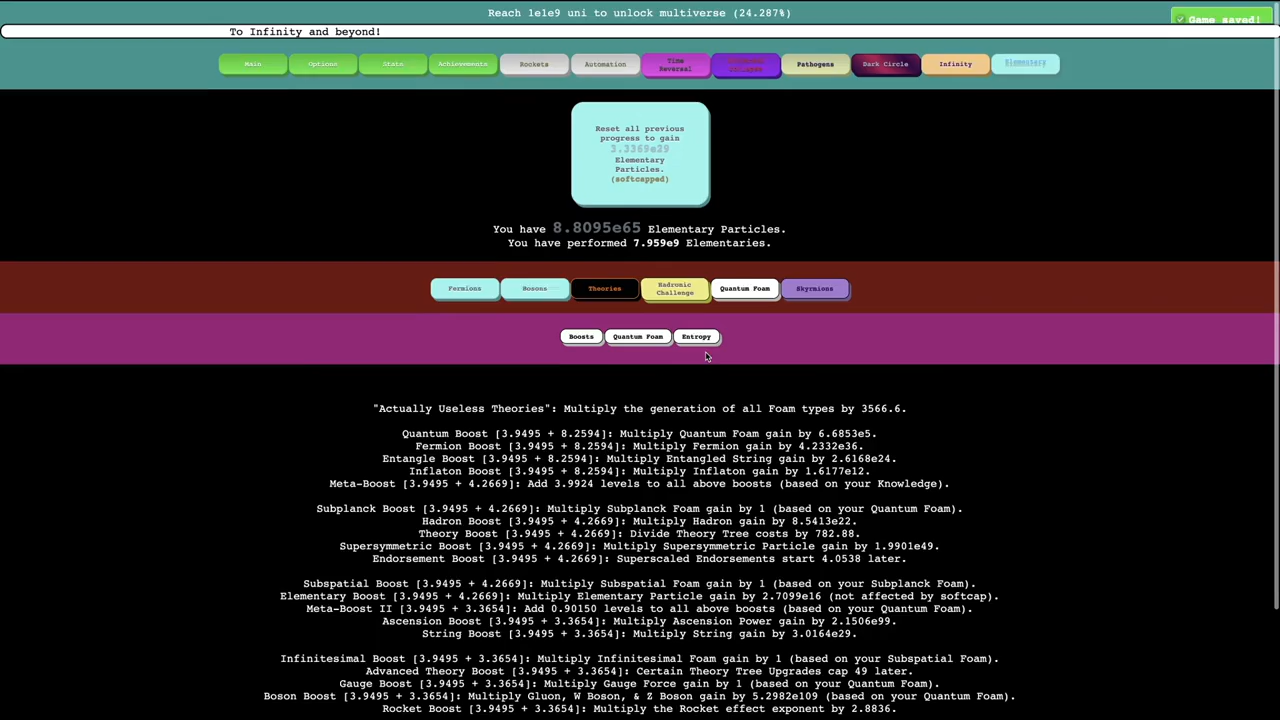 Reach 1e1e9 uni to unlock multiverse (24.287%)
Game saved!
To Infinity and beyond!
Main
Options
Stats
Achievements
Rockets
Automation
Time
Reversal
Pathogens
Dark Circle
Infinity
Elementary
Reset all previous
progress to gain
3.3369e29
Elementary
Particles.
(softcapped)
You have 8.8095e65 Elementary Particles.
You have performed 7.959e9 Elementaries.
Fermions
Bosons
Theories
Hadronic
Challenge
Quantum Foam
Skyrmions
Boosts
Quantum Foam
Entropy
"Actually Useless Theories": Multiply the generation of all Foam types by 3566.6.
Quantum Boost [3.9495 + 8.2594]: Multiply Quantum Foam gain by 6.6853e5.
Fermion Boost [3.9495 + 8.2594]: Multiply Fermion gain by 4.2332e36.
Entangle Boost [3.9495 + 8.2594]: Multiply Entangled String gain by 2.6168e24.
Inflaton Boost [3.9495 + 8.2594]: Multiply Inflaton gain by 1.6177e12.
Meta-Boost [3.9495 + 4.2669]: Add 3.9924 levels to all above boosts (based on your Knowledge).
Subplanck Boost [3.9495 + 4.2669]: Multiply Subplanck Foam gain by 1 (based on your Quantum Foam).
Hadron Boost [3.9495 + 4.2669]: Multiply Hadron gain by 8.5413e22.
Theory Boost [3.9495 + 4.2669]: Divide Theory Tree costs by 782.88.
Supersymmetric Boost [3.9495 + 4.2669]: Multiply Supersymmetric Particle gain by 1.9901e49.
Endorsement Boost [3.9495 + 4.2669]: Superscaled Endorsements start 4.0538 later.
Subspatial Boost [3.9495 + 4.2669]: Multiply Subspatial Foam gain by 1 (based on your Subplanck Foam).
Elementary Boost [3.9495 + 4.2669]: Multiply Elementary Particle gain by 2.7099e16 (not affected by softcap).
Meta-Boost II [3.9495 + 3.3654]: Add 0.90150 levels to all above boosts (based on your Quantum Foam).
Ascension Boost [3.9495 + 3.3654]: Multiply Ascension Power gain by 2.1506e99.
String Boost [3.9495 + 3.3654]: Multiply String gain by 3.0164e29.
Infinitesimal Boost [3.9495 + 3.3654]: Multiply Infinitesimal Foam gain by 1 (based on your Subspatial Foam).
Advanced Theory Boost [3.9495 + 3.3654]: Certain Theory Tree Upgrades cap 49 later.
Gauge Boost [3.9495 + 3.3654]: Multiply Gauge Force gain by 1 (based on your Quantum Foam).
Boson Boost [3.9495 + 3.3654]: Multiply Gluon, W Boson, & Z Boson gain by 5.2982e109 (based on your Quantum Foam).
Rocket Boost [3.9495 + 3.3654]: Multiply the Rocket effect exponent by 2.8836.